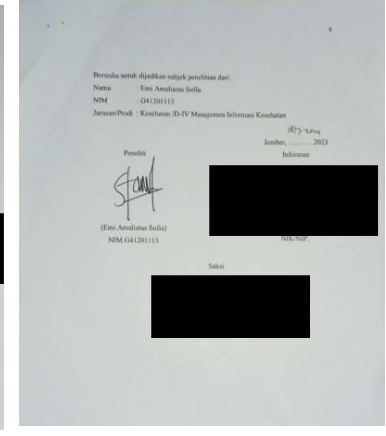 4
Bersedia untuk dijadikan subjek penelitian dari:
Nama : Emi Amaliatus Sofia
NIM : G41201113
Jurusan/Prodi : Kesehatan /D-IV Manajemen Informasi Kesehatan
Jember, ............ 2023
Peneliti
Informan
(Emi Amaliatus Sofia)
NIM.G41201113
NIK/NIP.
Saksi